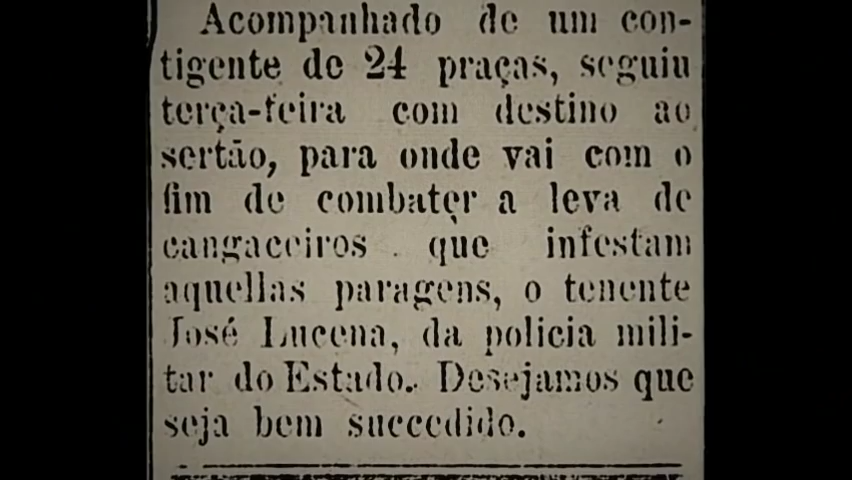 Acompanhado de um con-
tigente de 24 praças, seguiu
terça-feira com destino ao
sertão, para onde vai com o
fim de combater a leva de
cangaceiros que infestam
aquellas paragens, o tenente
José Lucena, da policia mili-
tar do Estado. Desejamos que
seja bem succedido.